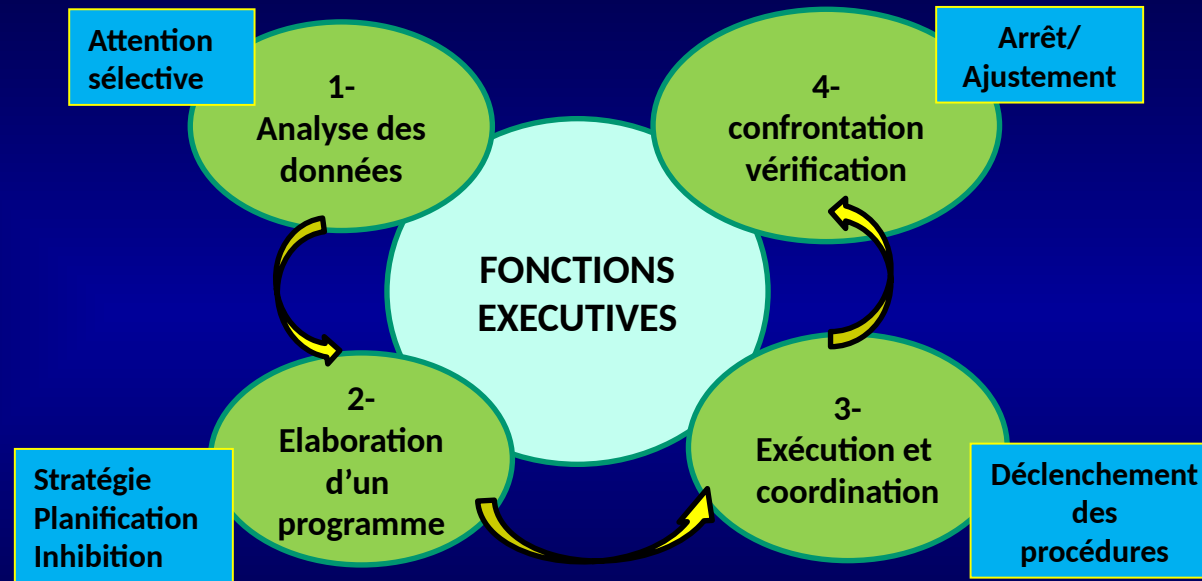 Attention
sélective
1-
Analyse des
données
4-
confrontation
vérification
Arrêt/
Ajustement
FONCTIONS
EXECUTIVES
2-
Elaboration
d’un
programme
Stratégie
Planification
Inhibition
3-
Exécution et
coordination
Déclenchement
des
procédures